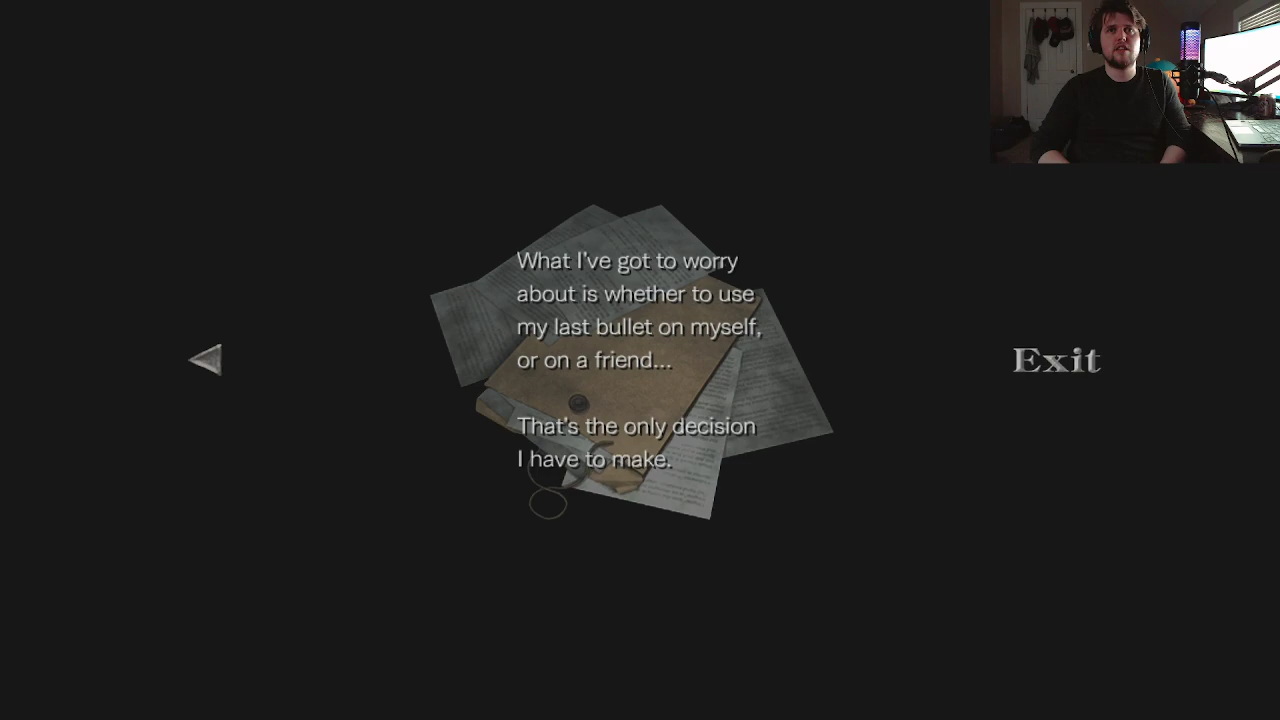 What I've got to worry
about is whether to use
my last bullet on myself,
or on a friend...
That's the only decision
I have to make.
Exit